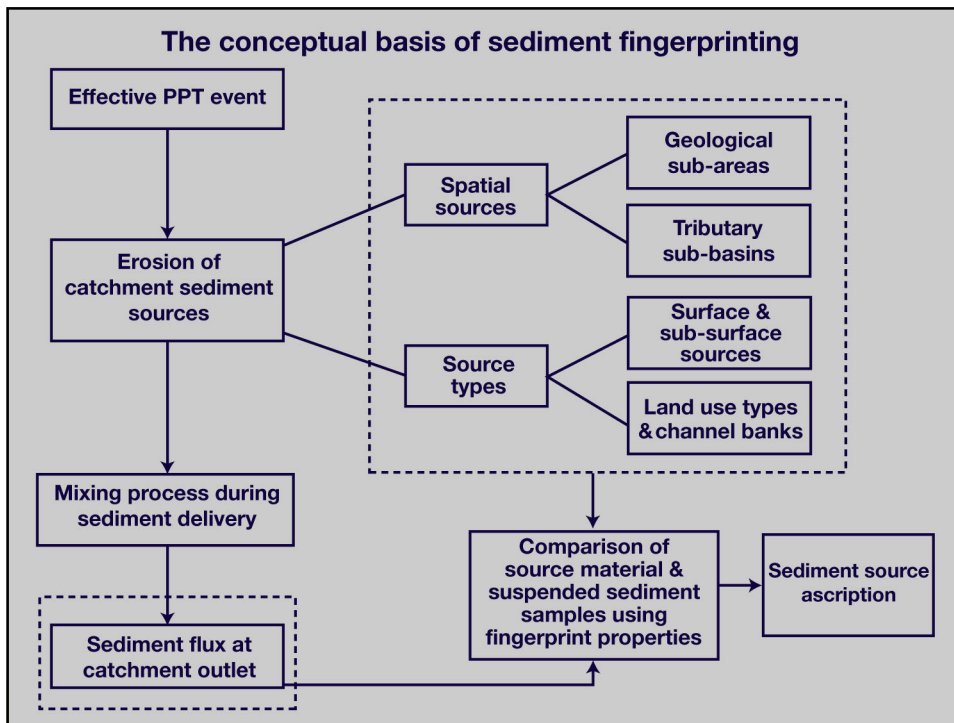 The conceptual basis of sediment fingerprinting
Effective PPT event
Erosion of
catchment sediment
sources
Mixing process during
sediment delivery
Sediment flux at
catchment outlet
Spatial
sources
Geological
sub-areas
Tributary
sub-basins
Source
types
Surface &
sub-surface
sources
Land use types
& channel banks
Comparison of
source material &
suspended sediment
samples using
fingerprint properties
Sediment source
ascription